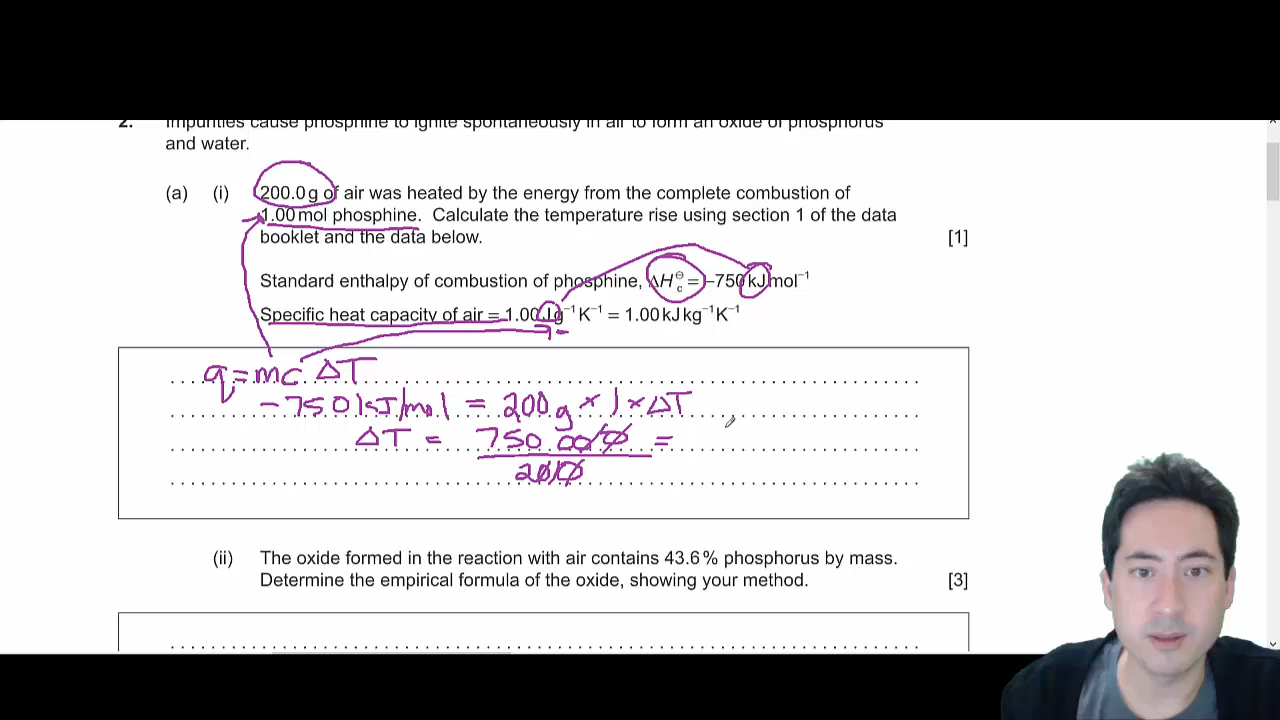 2. Impurities cause phosphine to ignite spontaneously in air to form an oxide of phosphorus
and water.
(a) (i) 200.0 g of air was heated by the energy from the complete combustion of
1.00 mol phosphine. Calculate the temperature rise using section 1 of the data
booklet and the data below. [1]
Standard enthalpy of combustion of phosphine, ΔH⦵c = –750 kJ mol⁻¹
Specific heat capacity of air = 1.00 J g⁻¹ K⁻¹ = 1.00 kJ kg⁻¹ K⁻¹
q = mc ΔT
-750 kJ/mol = 200g × 1 × ΔT
ΔT = 750 000 =
200
(ii) The oxide formed in the reaction with air contains 43.6 % phosphorus by mass.
Determine the empirical formula of the oxide, showing your method. [3]